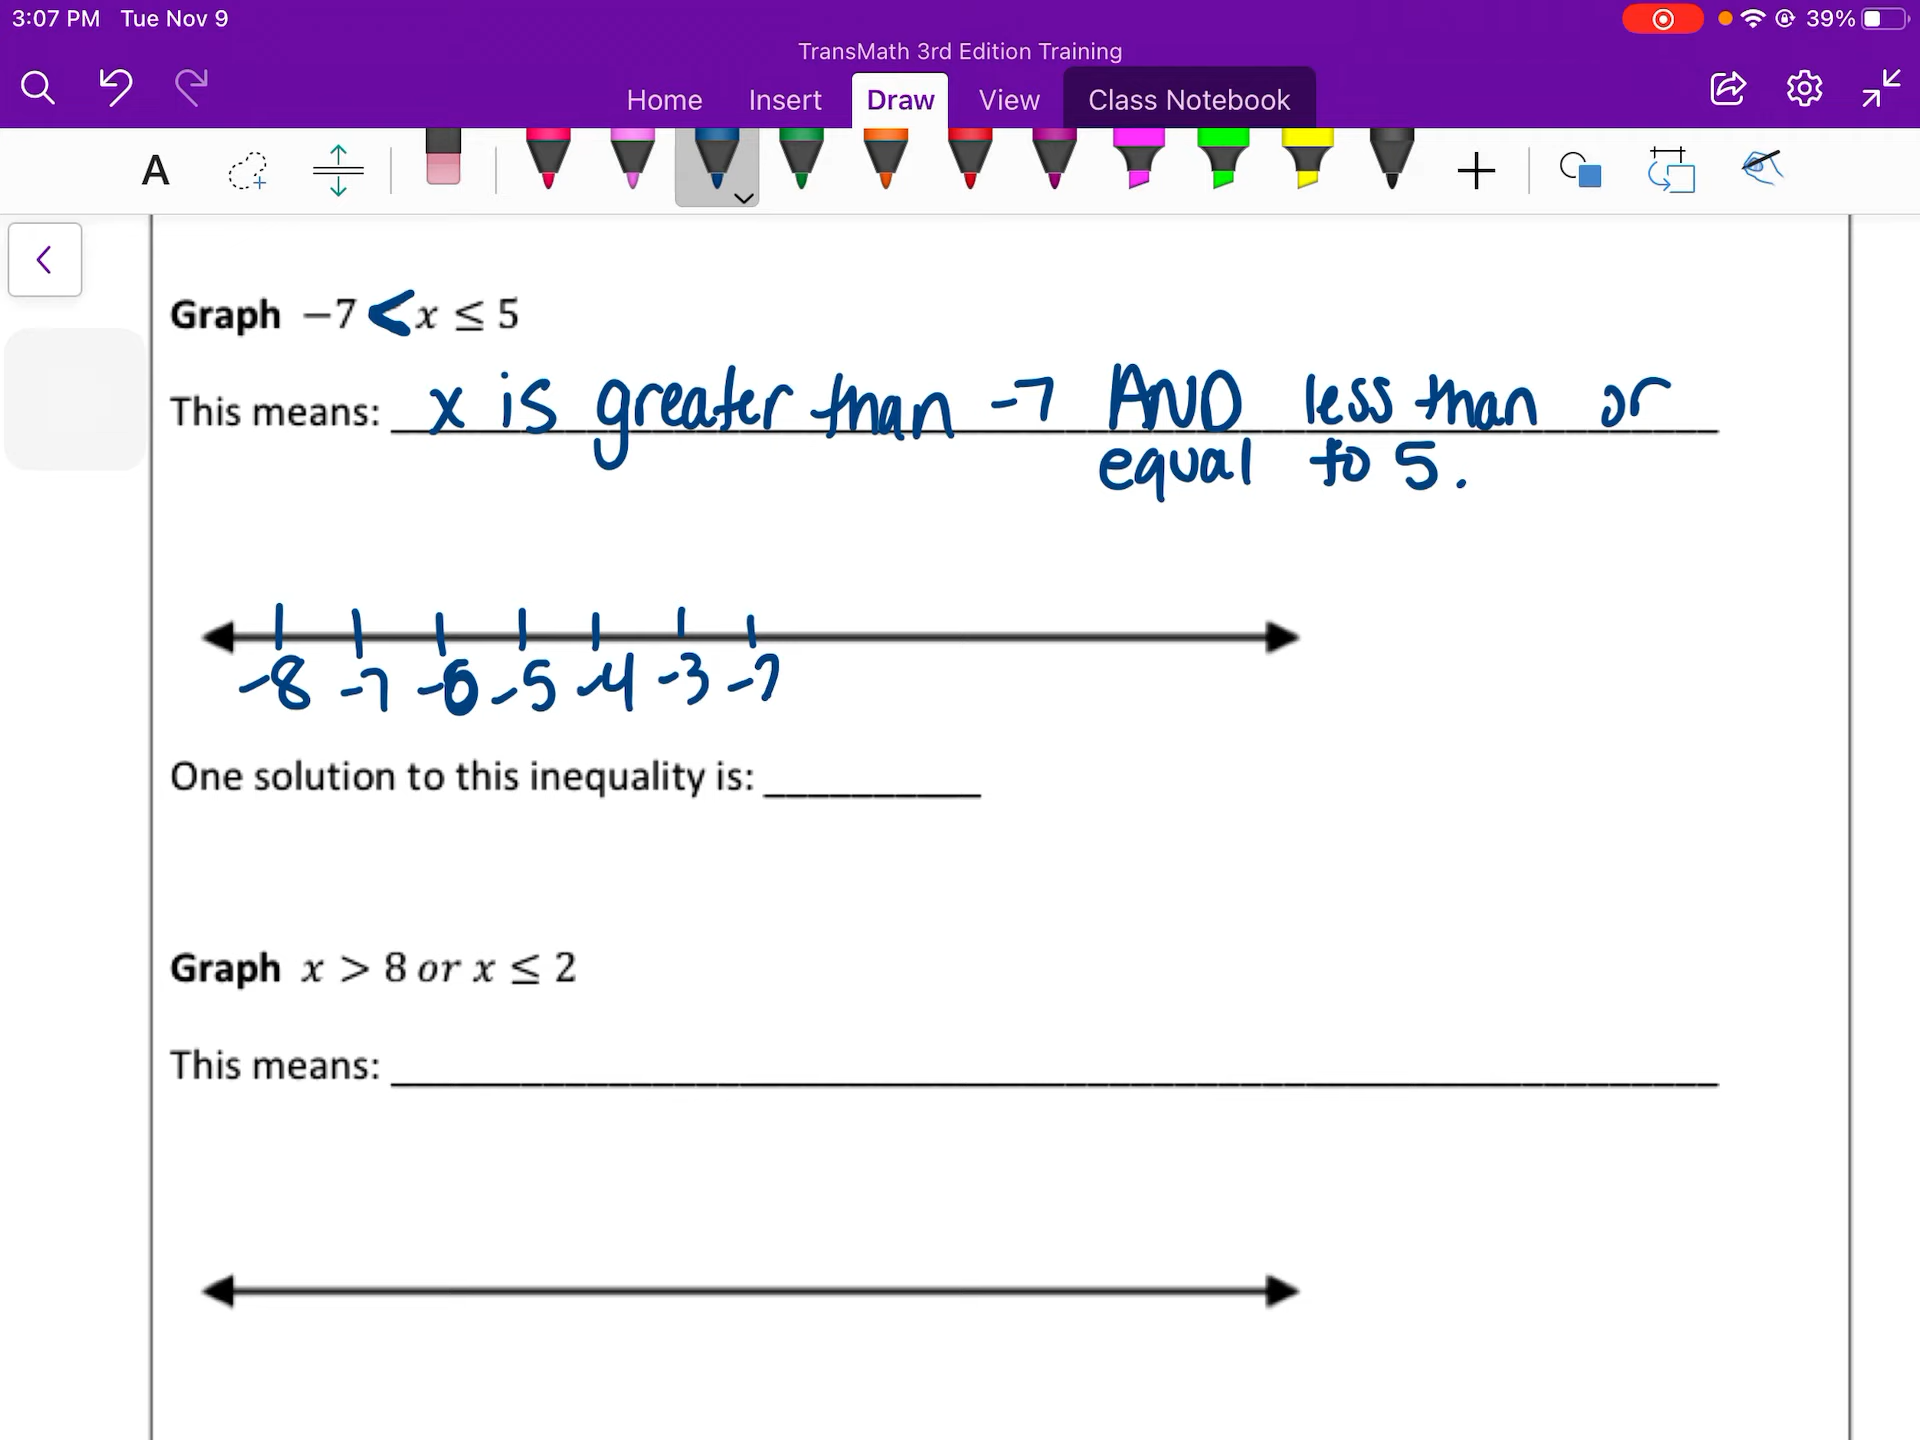 3:07 PM Tue Nov 9
39%
TransMath 3rd Edition Training
Home Insert Draw View Class Notebook
A
Graph −7 < x ≤ 5
This means: x is greater than -7 AND less than or
equal to 5.
-8 -7 -6 -5 -4 -3
One solution to this inequality is: __________
Graph x > 8 or x ≤ 2
This means: ____________________